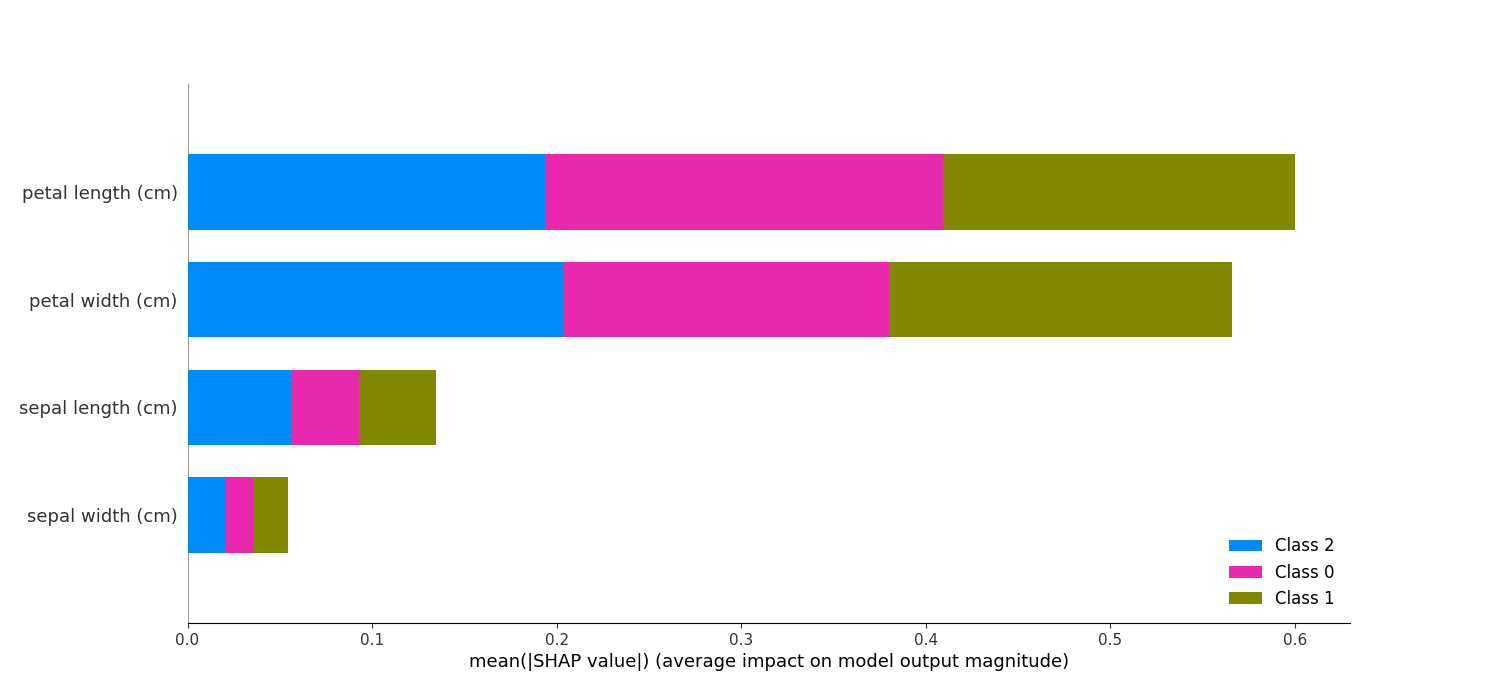 petal length (cm)
petal width (cm)
sepal length (cm)
sepal width (cm)
Class 2
Class 0
Class 1
0.0 0.1 0.2 0.3 0.4 0.5 0.6
mean(|SHAP value|) (average impact on model output magnitude)